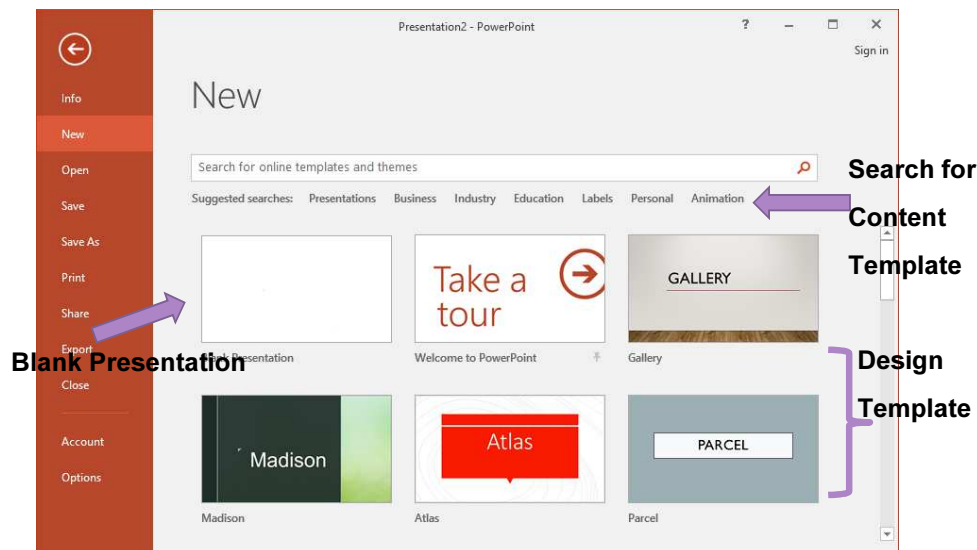 Presentation2 - PowerPoint
?
Sign in
Info
New
Open
Save
Save As
Print
Share
Export
Close
Account
Options
New
Search for online templates and themes
Suggested searches: Presentations Business Industry Education Labels Personal Animation
Search for
Content
Template
Take a
tour
GALLERY
Blank Presentation
Welcome to PowerPoint
Gallery
Blank Presentation
Design
Template
Madison
Atlas
PARCEL
Madison
Atlas
Parcel